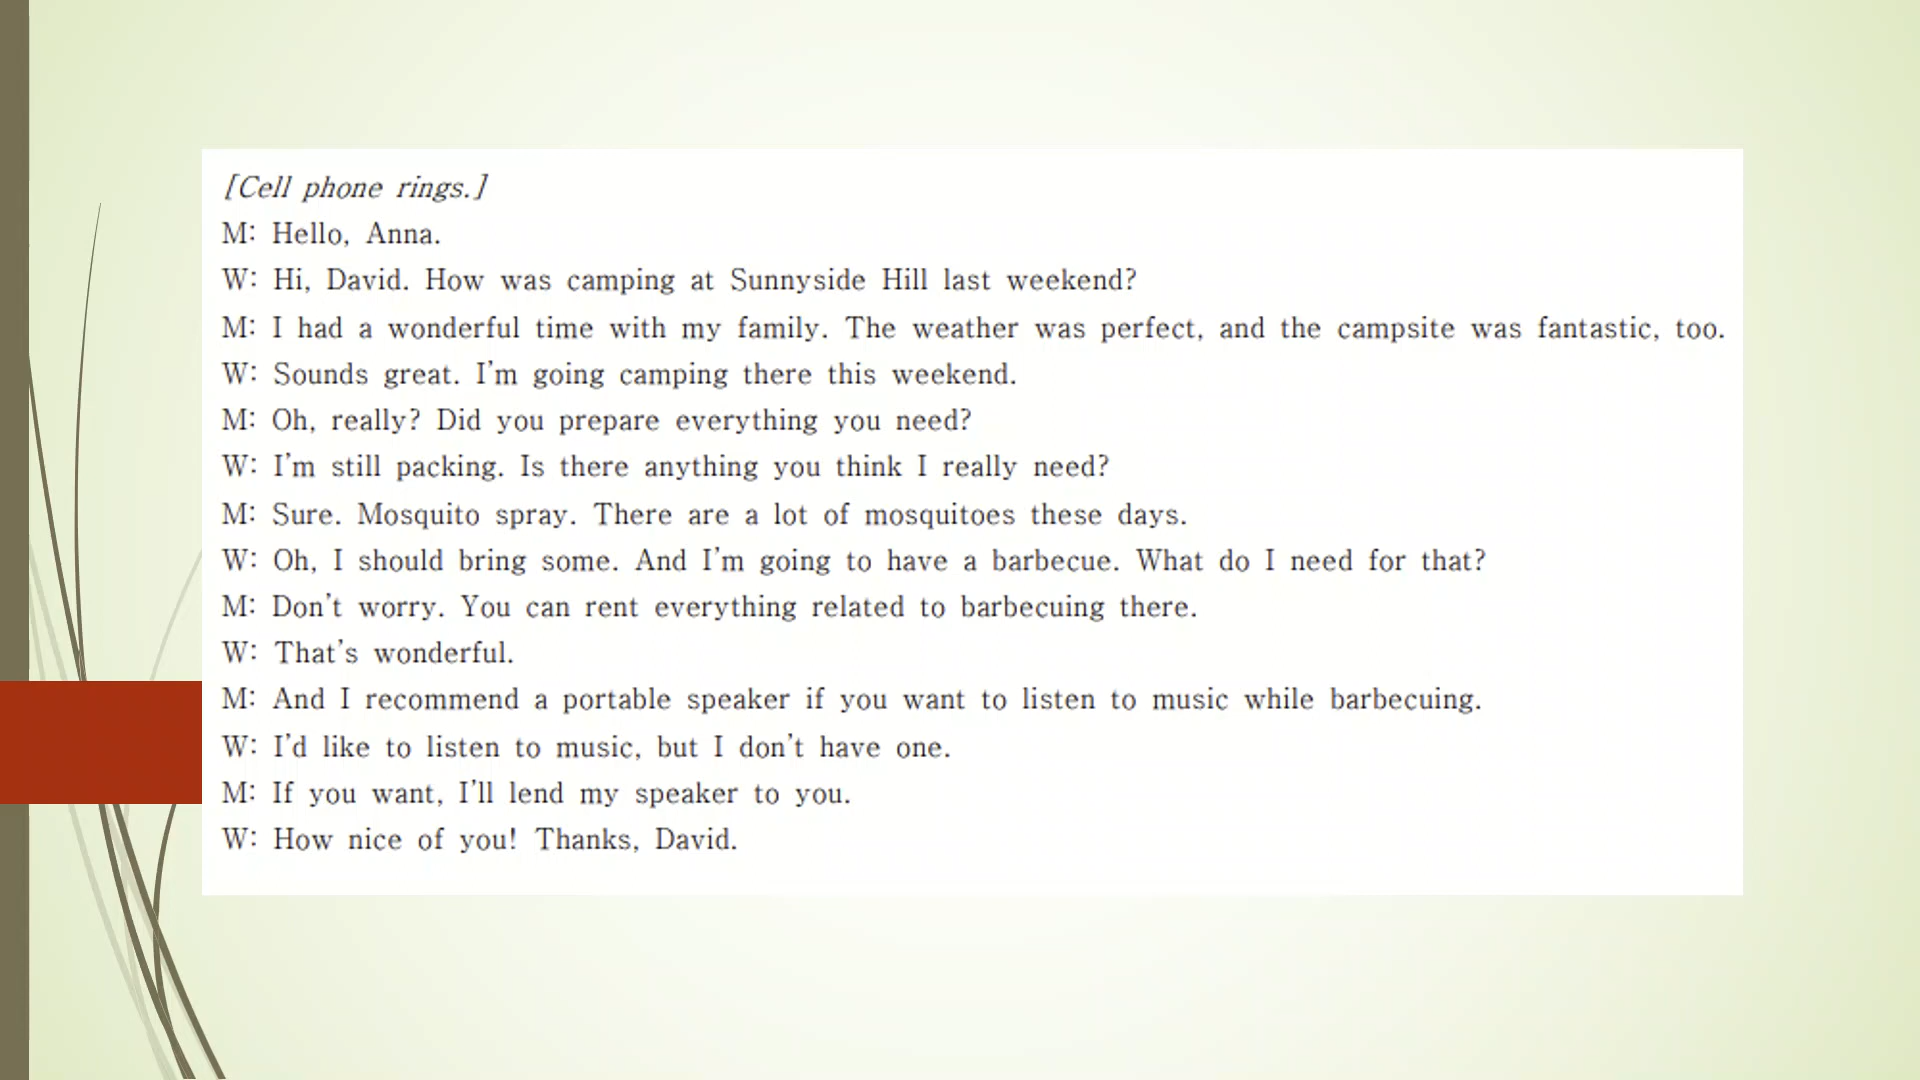 [Cell phone rings.]
M: Hello, Anna.
W: Hi, David. How was camping at Sunnyside Hill last weekend?
M: I had a wonderful time with my family. The weather was perfect, and the campsite was fantastic, too.
W: Sounds great. I'm going camping there this weekend.
M: Oh, really? Did you prepare everything you need?
W: I'm still packing. Is there anything you think I really need?
M: Sure. Mosquito spray. There are a lot of mosquitoes these days.
W: Oh, I should bring some. And I'm going to have a barbecue. What do I need for that?
M: Don't worry. You can rent everything related to barbecuing there.
W: That's wonderful.
M: And I recommend a portable speaker if you want to listen to music while barbecuing.
W: I'd like to listen to music, but I don't have one.
M: If you want, I'll lend my speaker to you.
W: How nice of you! Thanks, David.